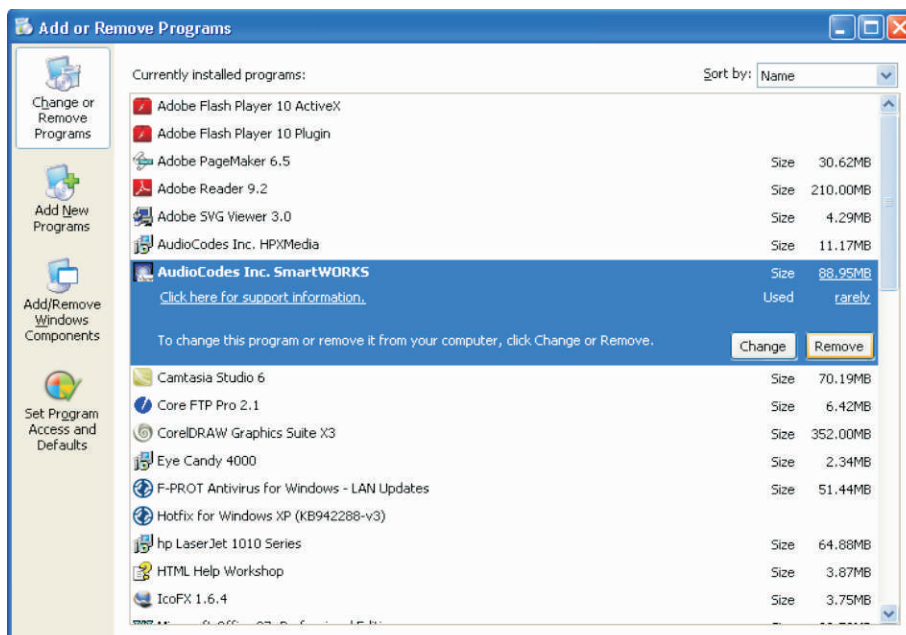 Add or Remove Programs
Change or
Remove
Programs
Add New
Programs
Add/Remove
Windows
Components
Set Program
Access and
Defaults
Currently installed programs:
Sort by: Name
Adobe Flash Player 10 ActiveX
Adobe Flash Player 10 Plugin
Adobe PageMaker 6.5 Size 30.62MB
Adobe Reader 9.2 Size 210.00MB
Adobe SVG Viewer 3.0 Size 4.29MB
AudioCodes Inc. HPXMedia Size 11.17MB
AudioCodes Inc. SmartWORKS Size 88.95MB
Click here for support information. Used rarely
To change this program or remove it from your computer, click Change or Remove. Change Remove
Camtasia Studio 6 Size 70.19MB
Core FTP Pro 2.1 Size 6.42MB
CorelDRAW Graphics Suite X3 Size 352.00MB
Eye Candy 4000 Size 2.34MB
F-PROT Antivirus for Windows - LAN Updates Size 51.44MB
Hotfix for Windows XP (KB942288-v3)
hp LaserJet 1010 Series Size 64.88MB
HTML Help Workshop Size 3.87MB
IcoFX 1.6.4 Size 3.75MB